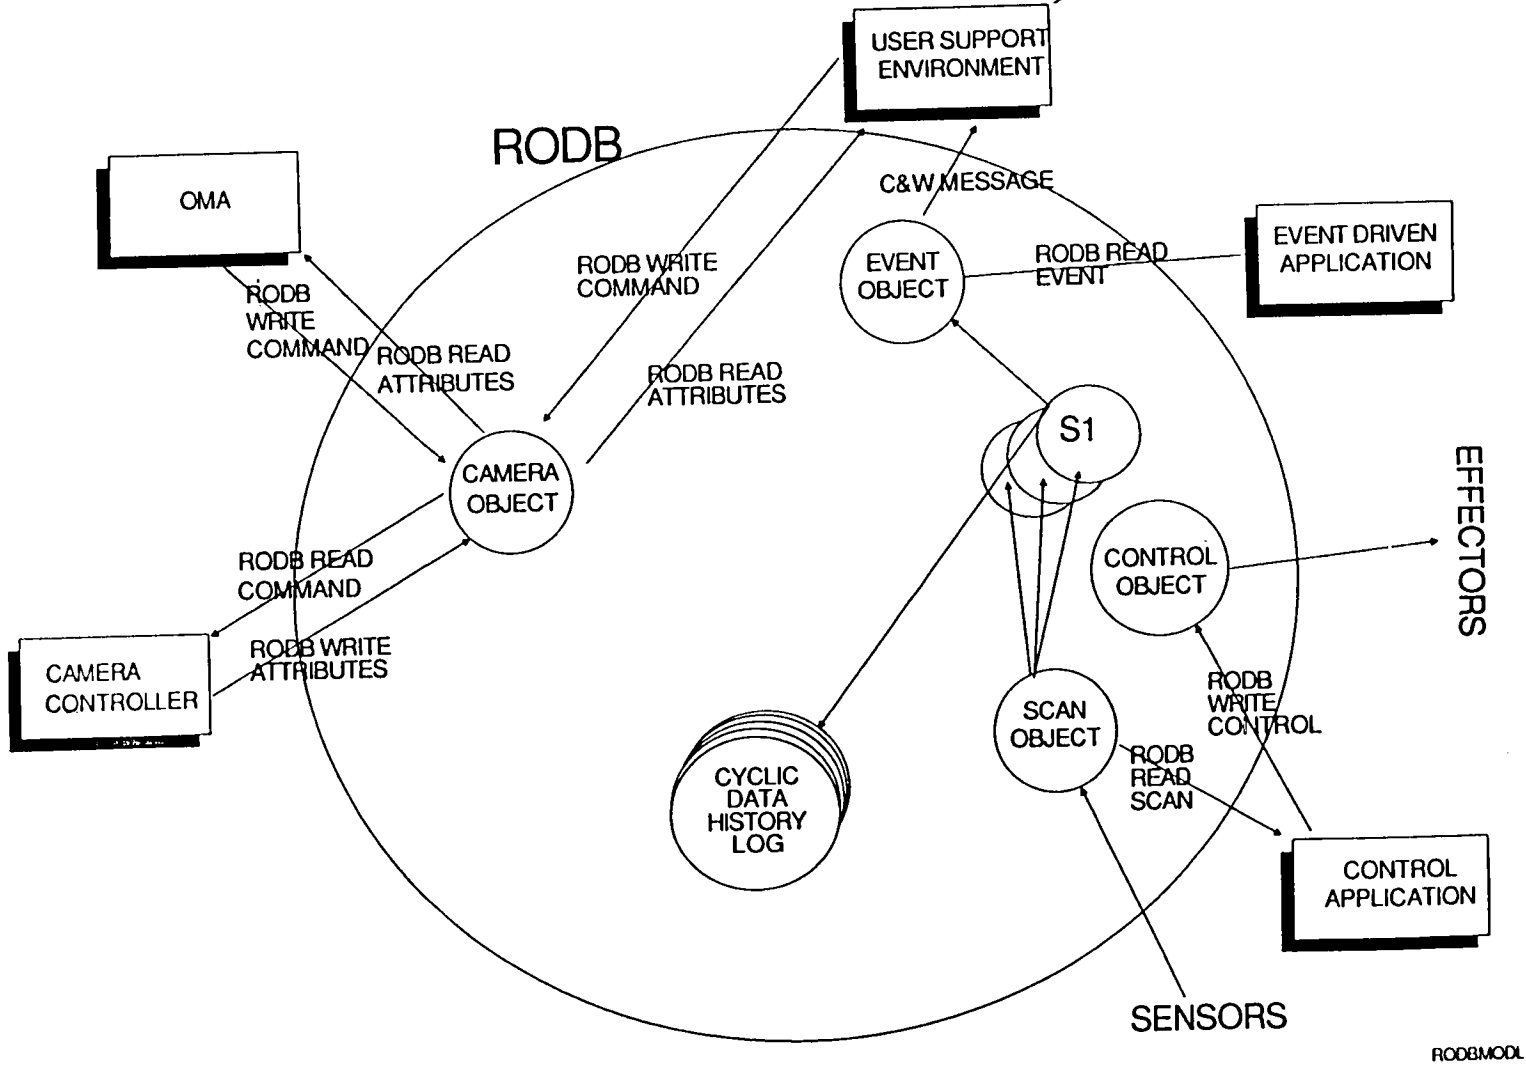 USER SUPPORT
ENVIRONMENT
RODB
OMA
C&W MESSAGE
EVENT DRIVEN
APPLICATION
EVENT
OBJECT
RODB READ
EVENT
RODB WRITE
COMMAND
RODB
WRITE
COMMAND
RODB READ
ATTRIBUTES
RODB READ
ATTRIBUTES
S1
CAMERA
OBJECT
EFFECTORS
CONTROL
OBJECT
RODB READ
COMMAND
RODB WRITE
ATTRIBUTES
CAMERA
CONTROLLER
SCAN
OBJECT
RODB
WRITE
CONTROL
RODB
READ
SCAN
CYCLIC
DATA
HISTORY
LOG
CONTROL
APPLICATION
SENSORS
RODBMODL